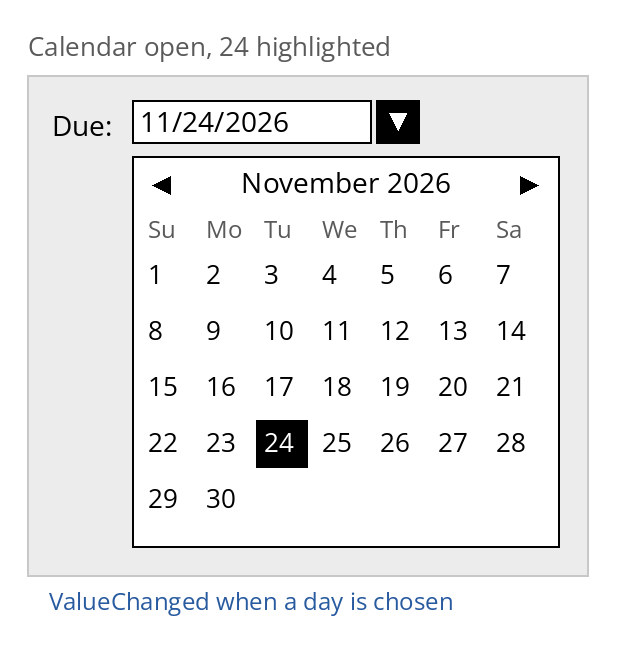 Calendar open, 24 highlighted
Due: 11/24/2026
November 2026
Su Mo Tu We Th Fr Sa
1 2 3 4 5 6 7
8 9 10 11 12 13 14
15 16 17 18 19 20 21
22 23 24 25 26 27 28
29 30
ValueChanged when a day is chosen